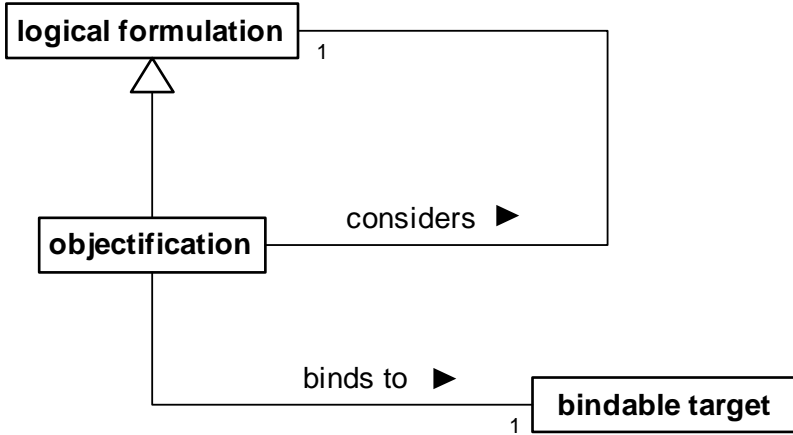 logical formulation
1
considers ►
objectification
binds to ►
bindable target
1